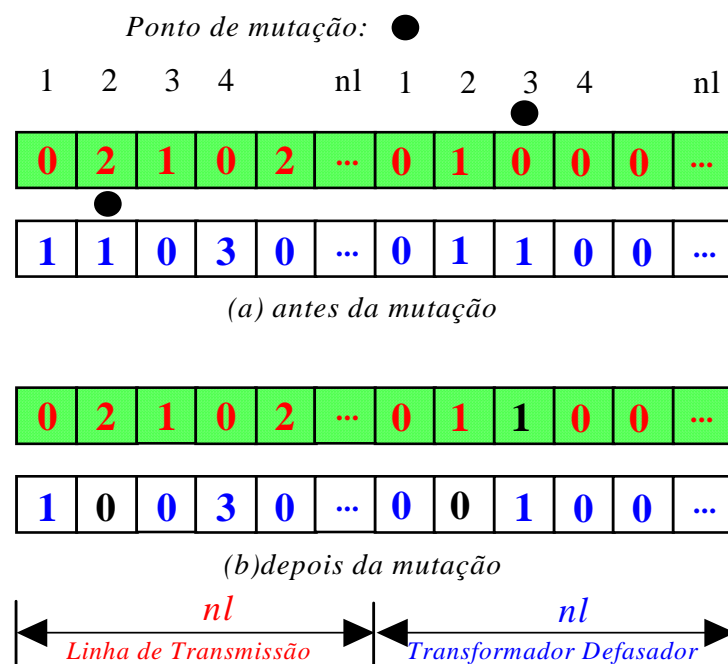 Ponto de mutação:
1 2 3 4 nl 1 2 3 4 nl
0 2 1 0 2 ... 0 1 0 0 0 ...
1 1 0 3 0 ... 0 1 1 0 0 ...
(a) antes da mutação
0 2 1 0 2 ... 0 1 1 0 0 ...
1 0 0 3 0 ... 0 0 1 0 0 ...
(b)depois da mutação
nl nl
Linha de Transmissão Transformador Defasador